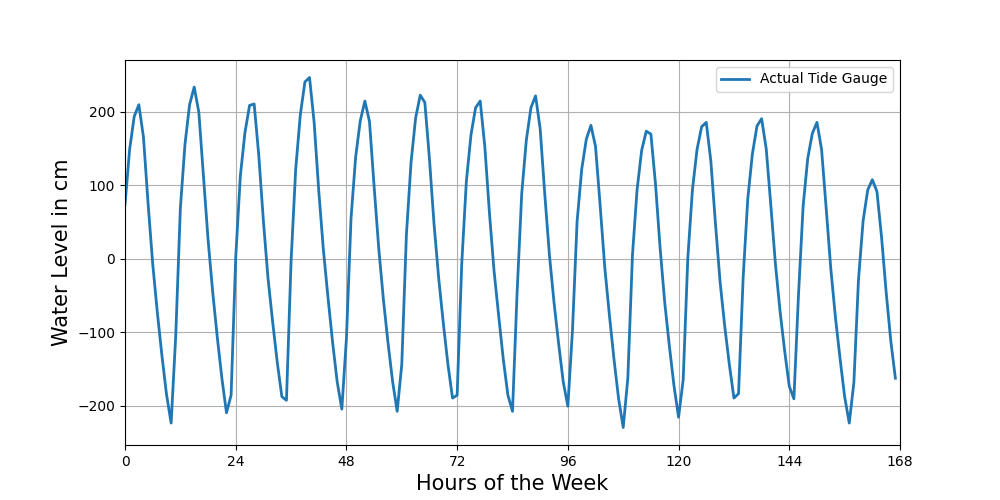 Actual Tide Gauge
Water Level in cm
200
100
0
−100
−200
0 24 48 72 96 120 144 168
Hours of the Week